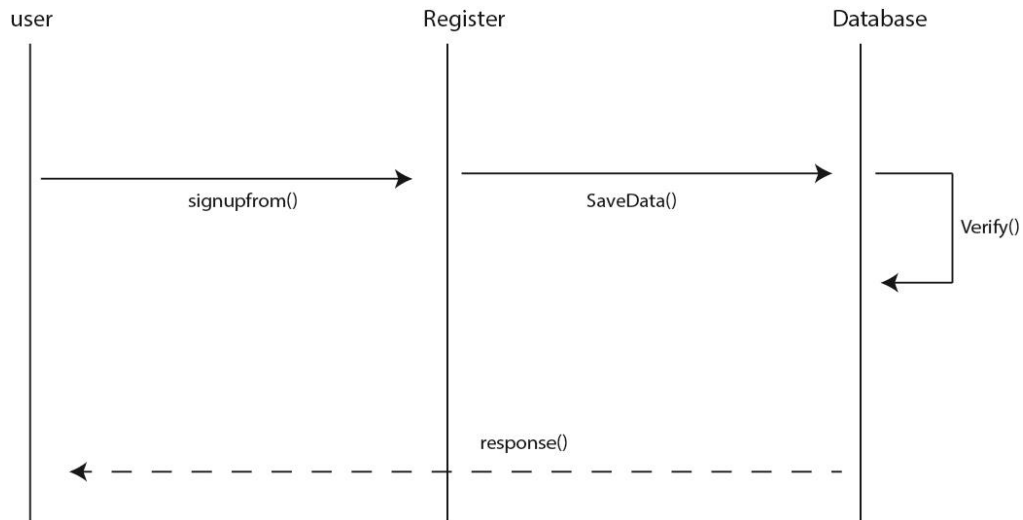 user
Register
Database
signupfrom()
SaveData()
Verify()
response()